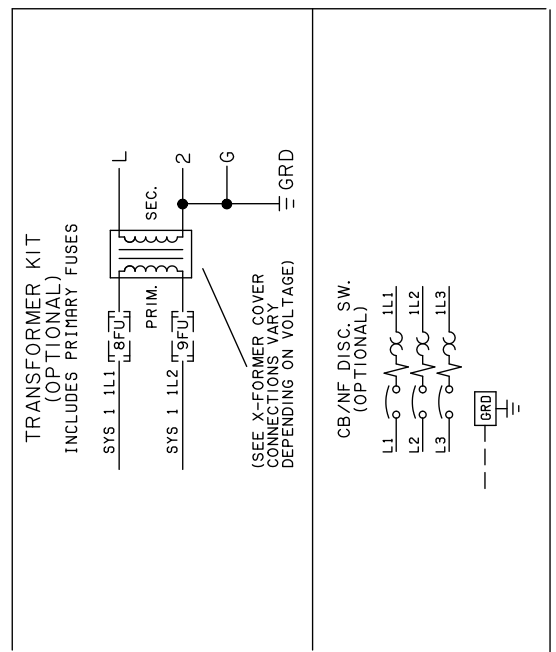 TRANSFORMER KIT
(OPTIONAL)
INCLUDES PRIMARY FUSES
SYS 1 1L1
8FU
L
SYS 1 1L2
9FU
2
PRIM.
SEC.
G
GRD
(SEE X-FORMER COVER
CONNECTIONS VARY
DEPENDING ON VOLTAGE)
CB/NF DISC. SW.
(OPTIONAL)
L1
1L1
L2
1L2
L3
1L3
GRD